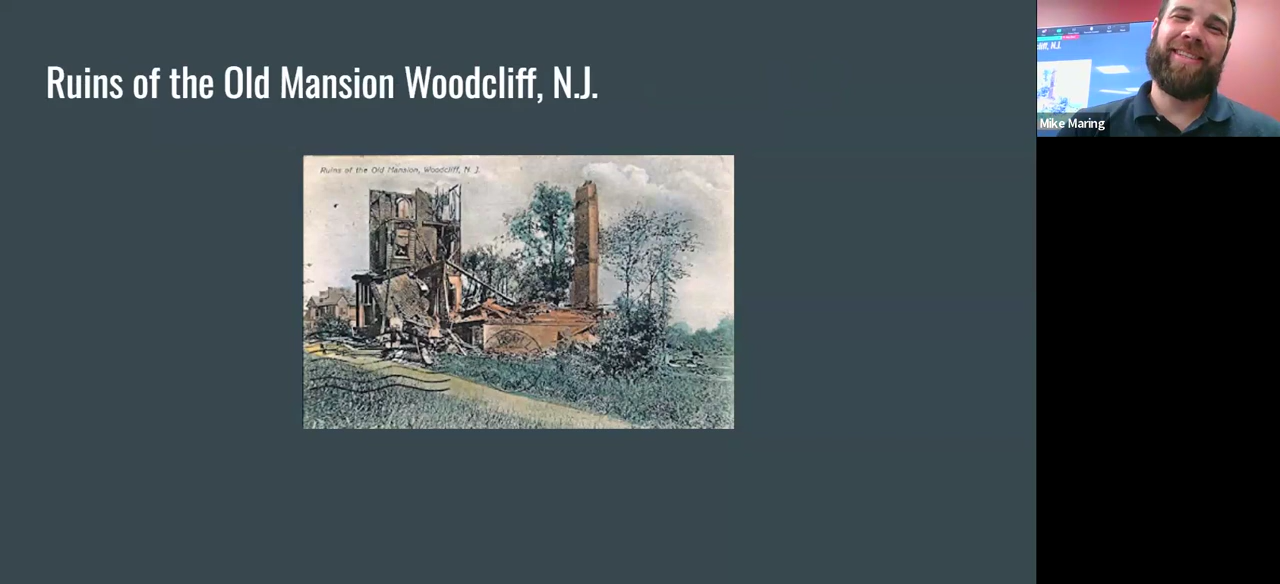 Ruins of the Old Mansion Woodcliff, N.J.
Ruins of the Old Mansion, Woodcliff, N. J.
Mike Maring